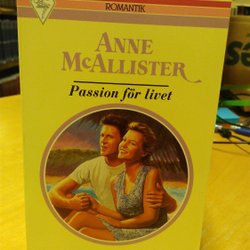 ROMANTIK
ANNE
McALLISTER
Passion för livet